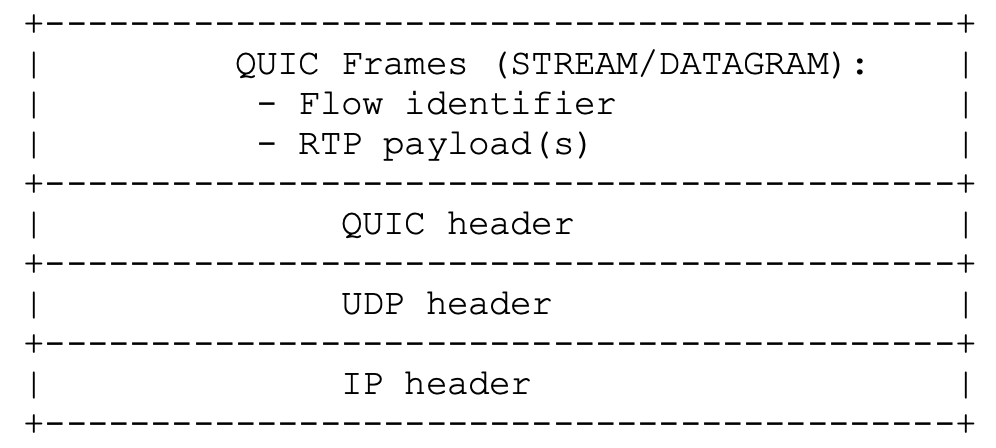 QUIC Frames (STREAM/DATAGRAM):
- Flow identifier
- RTP payload(s)
QUIC header
UDP header
IP header